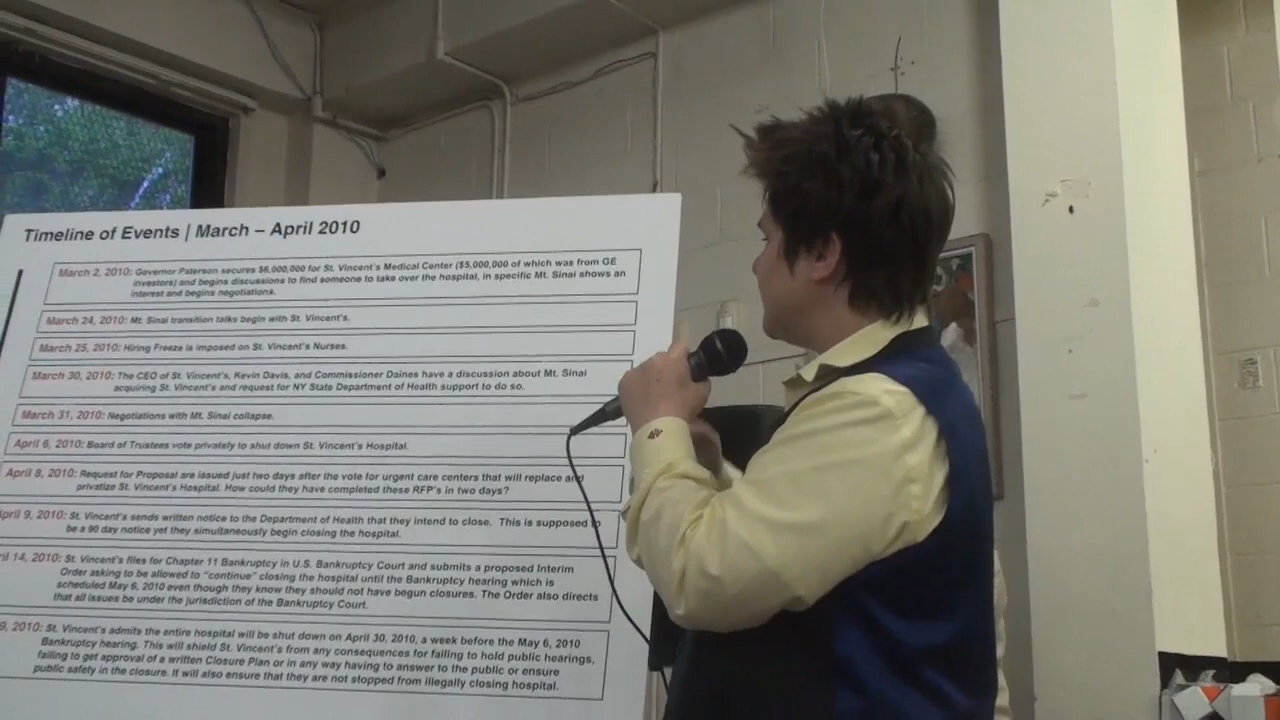 Timeline of Events | March – April 2010
March 2, 2010: Governor Paterson secures $6,000,000 for St. Vincent's Medical Center ($5,000,000 of which was from GE
investors) and begins discussions to find someone to take over the hospital, in specific Mt. Sinai shows an
interest and begins negotiations.
March 24, 2010: Mt. Sinai transition talks begin with St. Vincent's.
March 25, 2010: Hiring Freeze is imposed on St. Vincent's Nurses.
March 30, 2010: The CEO of St. Vincent's, Kevin Davis, and Commissioner Daines have a discussion about Mt. Sinai
acquiring St. Vincent's and request for NY State Department of Health support to do so.
March 31, 2010: Negotiations with Mt. Sinai collapse.
April 6, 2010: Board of Trustees vote privately to shut down St. Vincent's Hospital.
April 8, 2010: Request for Proposal are issued just two days after the vote for urgent care centers that will replace and
privatize St. Vincent's Hospital. How could they have completed these RFP's in two days?
April 9, 2010: St. Vincent's sends written notice to the Department of Health that they intend to close. This is supposed to
be a 90 day notice yet they simultaneously begin closing the hospital.
ril 14, 2010: St. Vincent's files for Chapter 11 Bankruptcy in U.S. Bankruptcy Court and submits a proposed Interim
Order asking to be allowed to "continue" closing the hospital until the Bankruptcy hearing which is
scheduled May 6, 2010 even though they know they should not have begun closures. The Order also directs
that all issues be under the jurisdiction of the Bankruptcy Court.
9, 2010: St. Vincent's admits the entire hospital will be shut down on April 30, 2010, a week before the May 6, 2010
Bankruptcy hearing. This will shield St. Vincent's from any consequences for failing to hold public hearings,
failing to get approval of a written Closure Plan or in any way having to answer to the public or ensure
public safety in the closure. It will also ensure that they are not stopped from illegally closing hospital.